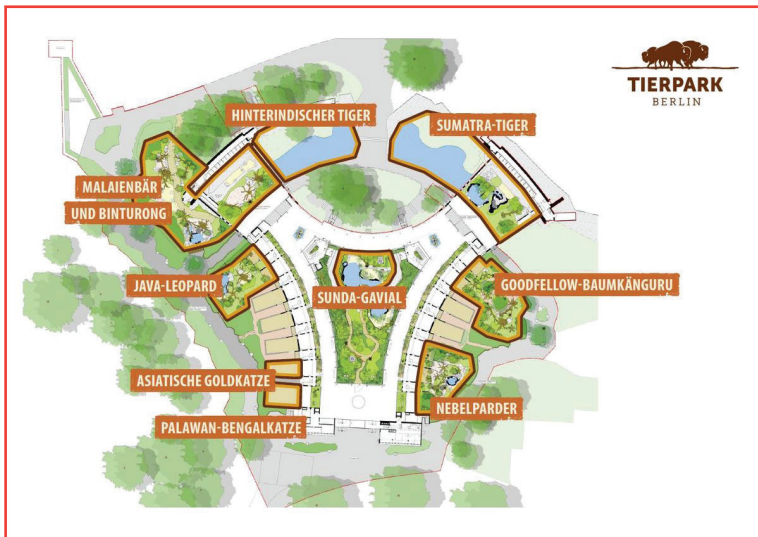 TIERPARK
BERLIN
HINTERINDISCHER TIGER
SUMATRA-TIGER
MALAIENBÄR
UND BINTURONG
JAVA-LEOPARD
SUNDA-GAVIAL
GOODFELLOW-BAUMKÄNGURU
ASIATISCHE GOLDKATZE
NEBELPARDER
PALAWAN-BENGALKATZE